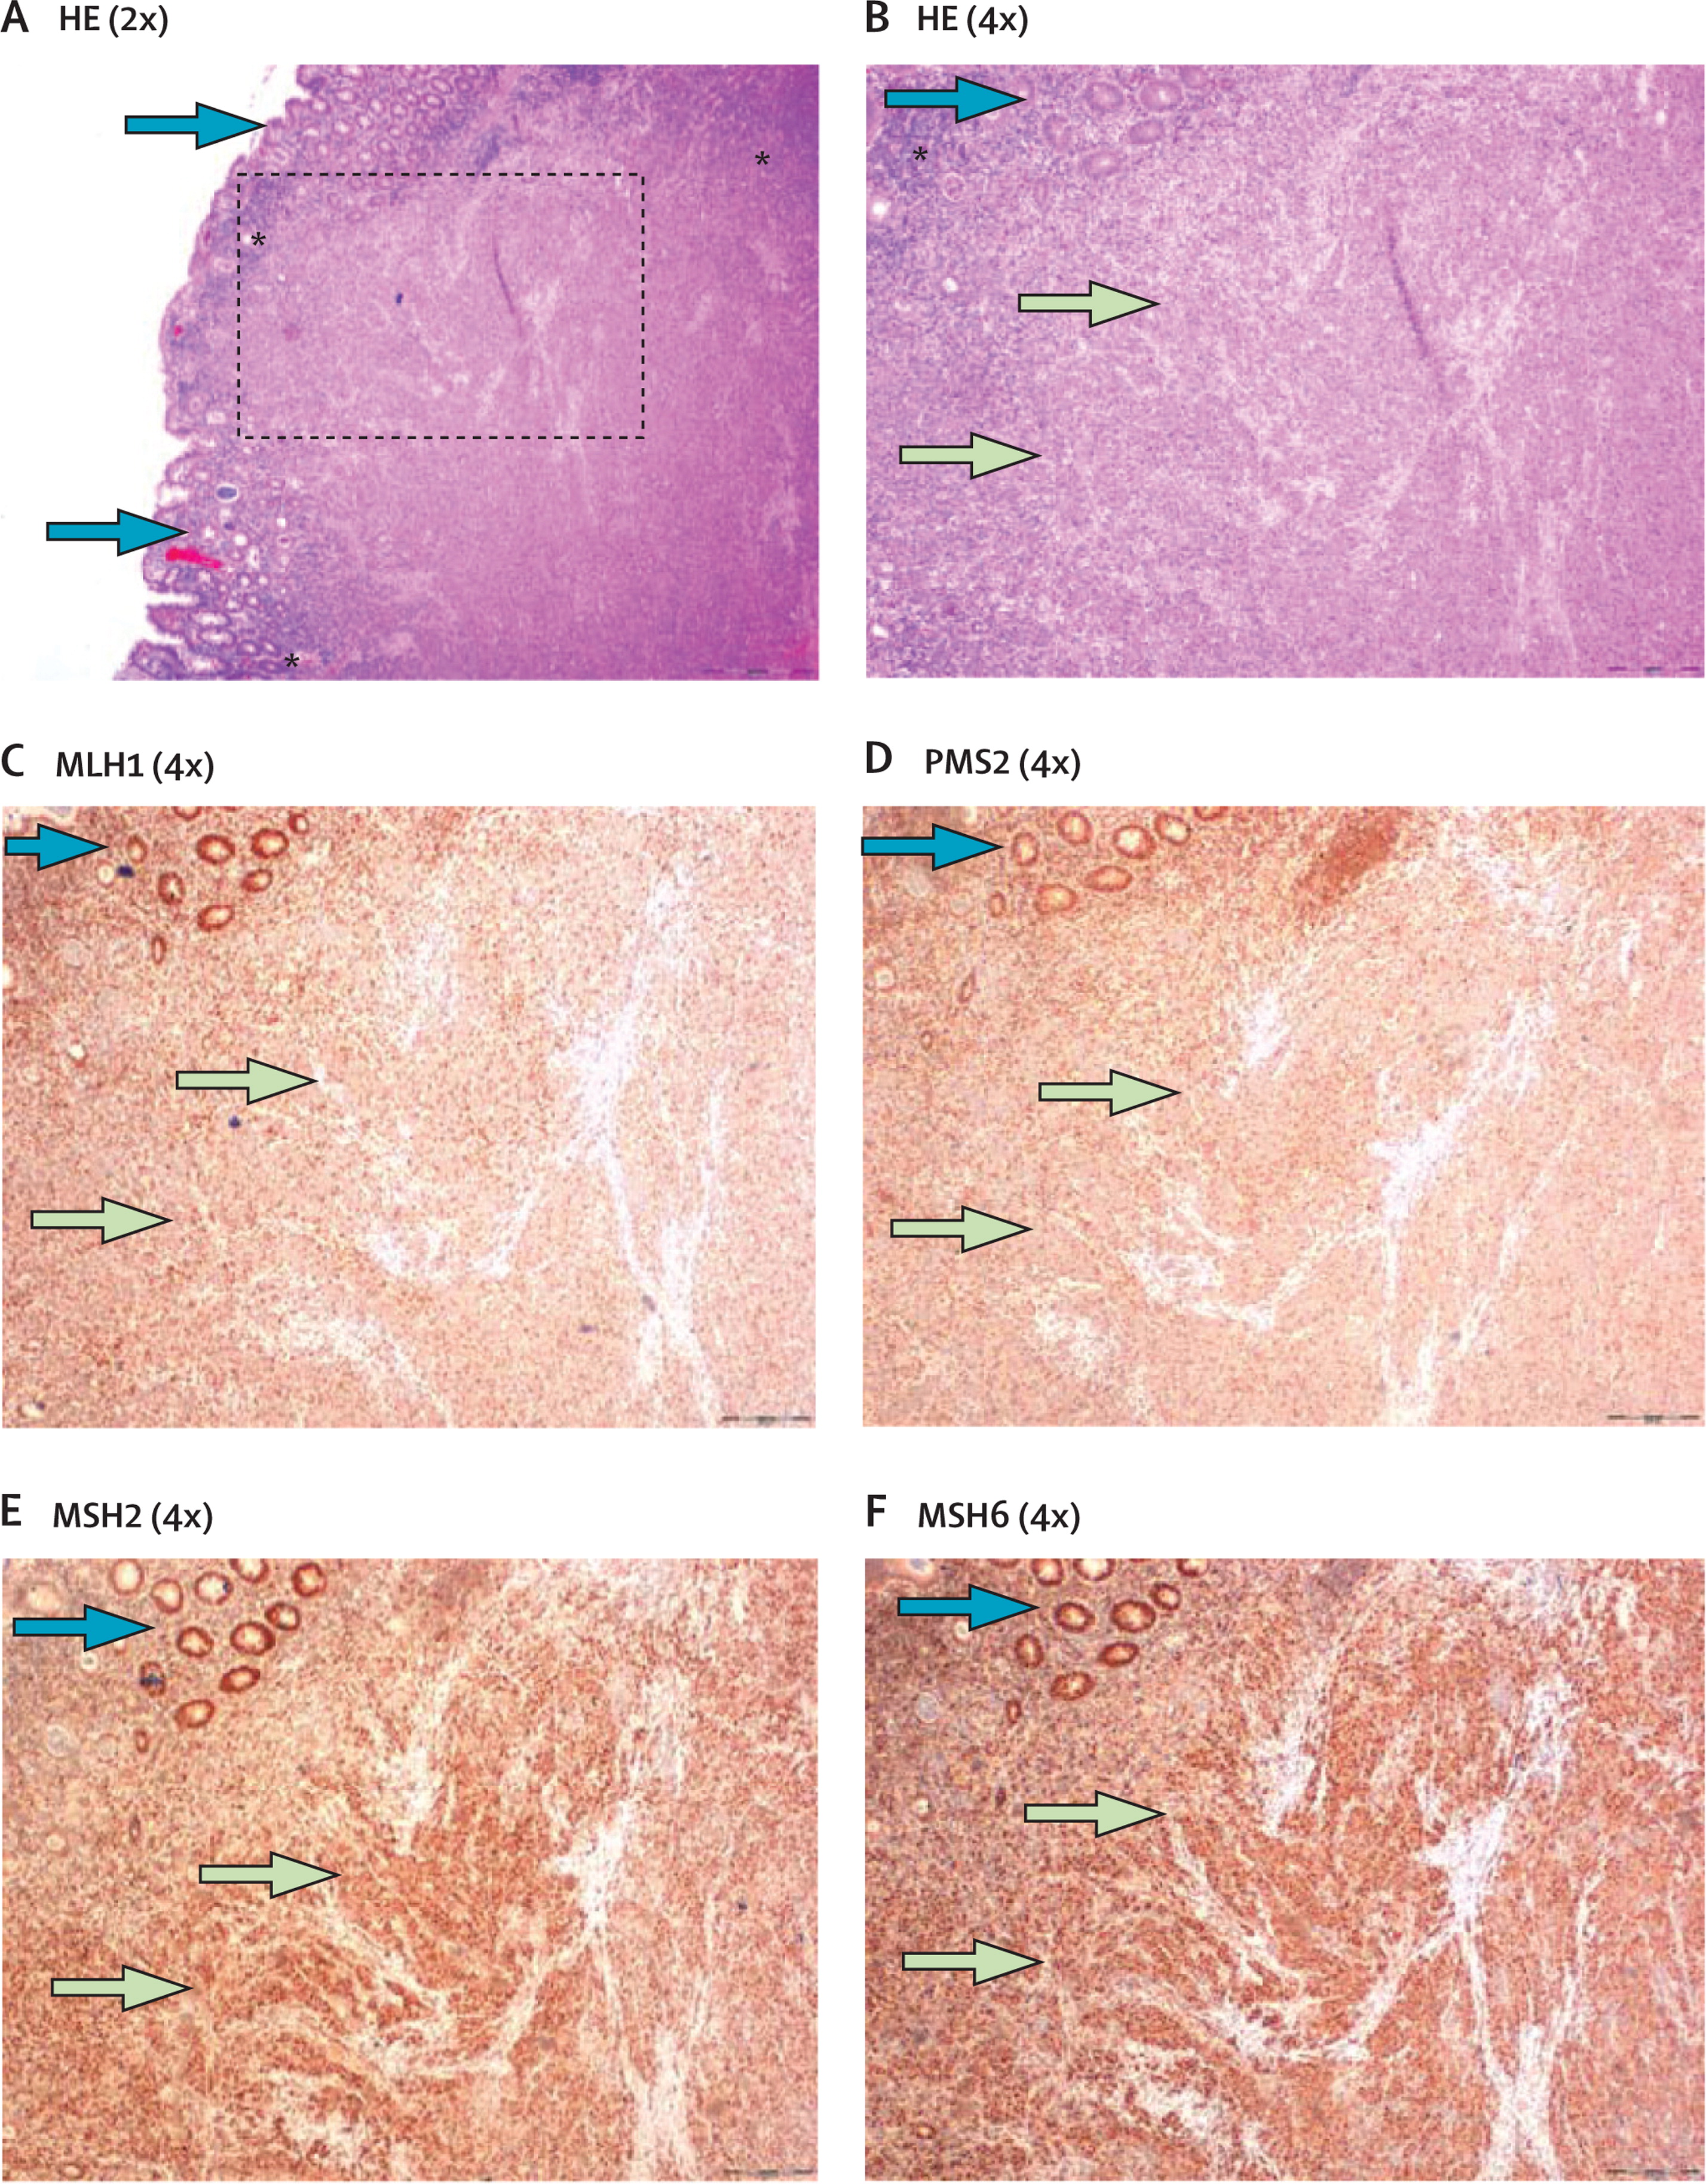 A HE (2x)
B HE (4x)
*
*
*
*
C MLH1 (4x)
D PMS2 (4x)
E MSH2 (4x)
F MSH6 (4x)